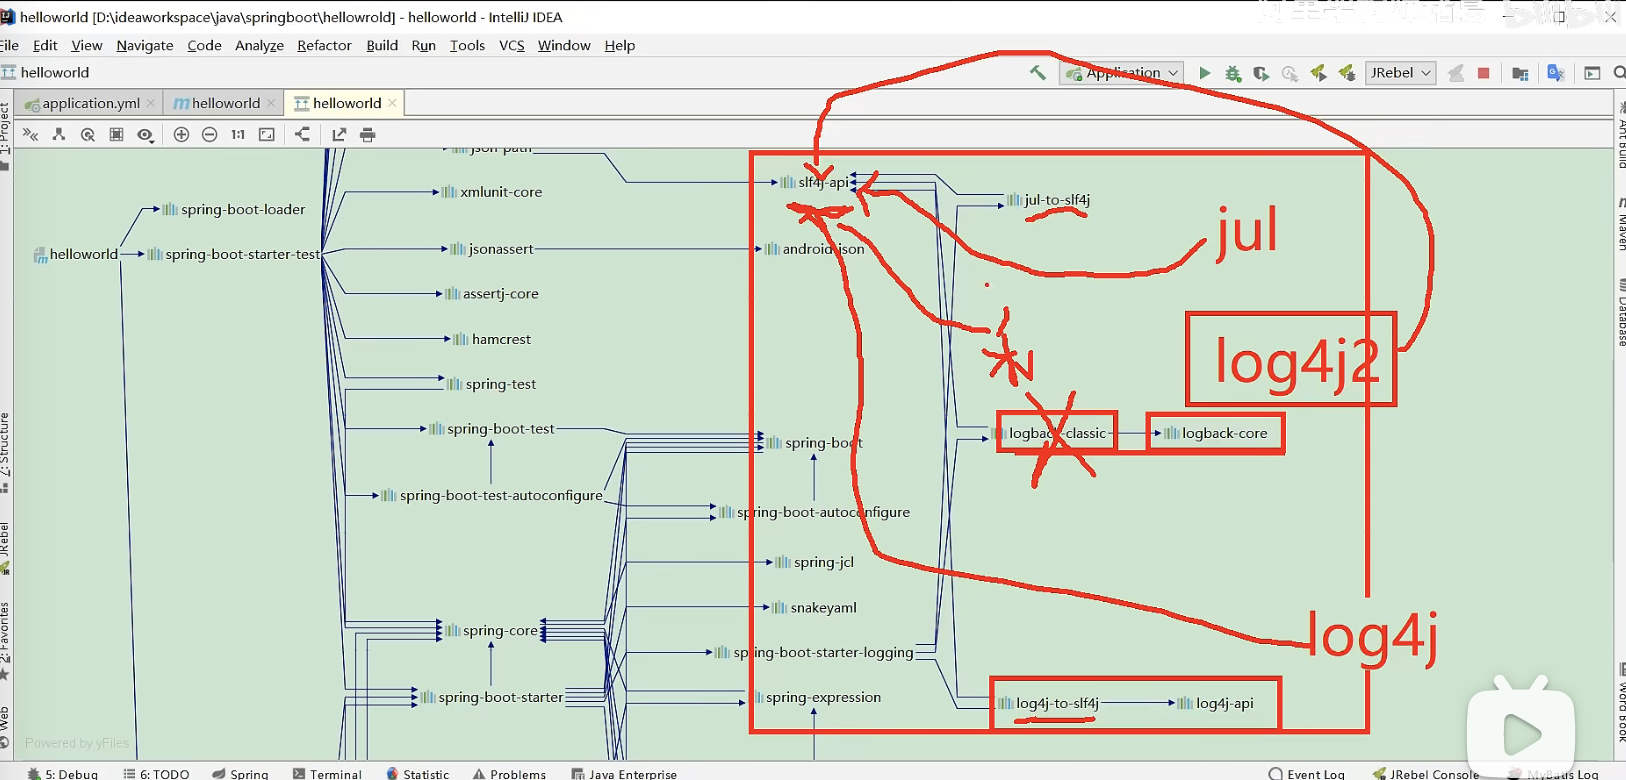 helloworld [D:\ideaworkspace\java\springboot\hellowrold] - helloworld - IntelliJ IDEA
File Edit View Navigate Code Analyze Refactor Build Run Tools VCS Window Help
helloworld
Application
JRebel
application.yml
helloworld
helloworld
1:1
json-path
slf4j-api
xmlunit-core
jul-to-slf4j
spring-boot-loader
jul
helloworld
spring-boot-starter-test
jsonassert
android-json
assertj-core
hamcrest
log4j2
spring-test
spring-boot-test
spring-boot
logback-classic
logback-core
spring-boot-test-autoconfigure
spring-boot-autoconfigure
spring-jcl
snakeyaml
spring-core
log4j
spring-boot-starter-logging
spring-boot-starter
spring-expression
log4j-to-slf4j
log4j-api
Powered by yFiles
1: Project
Z: Structure
JRebel
2: Favorites
Web
Ant Build
Maven
Database
Word Book
5: Debug
6: TODO
Spring
Terminal
Statistic
Problems
Java Enterprise
Event Log
JRebel Console
MyBatis Log